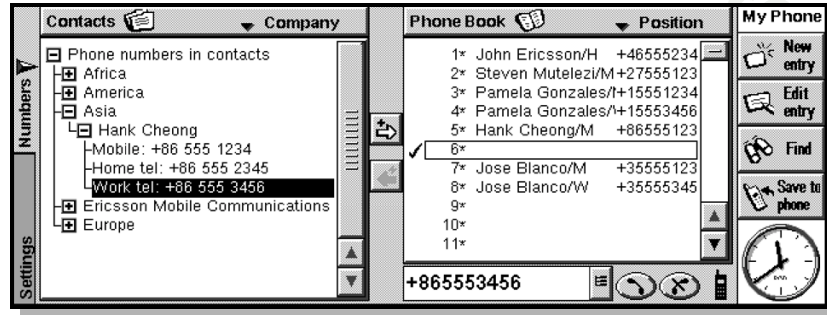 Contacts
Company
Phone Book
Position
My Phone
Numbers
Settings
Phone numbers in contacts
Africa
America
Asia
Hank Cheong
Mobile: +86 555 1234
Home tel: +86 555 2345
Work tel: +86 555 3456
Ericsson Mobile Communications
Europe
1* John Ericsson/H +46555234
2* Steven Mutelezi/M +27555123
3* Pamela Gonzales/ +15551234
4* Pamela Gonzales/ +15553456
5* Hank Cheong/M +86555123
6*
7* Jose Blanco/M +35555123
8* Jose Blanco/W +35555345
9*
10*
11*
+865553456
New
entry
Edit
entry
Find
Save to
phone